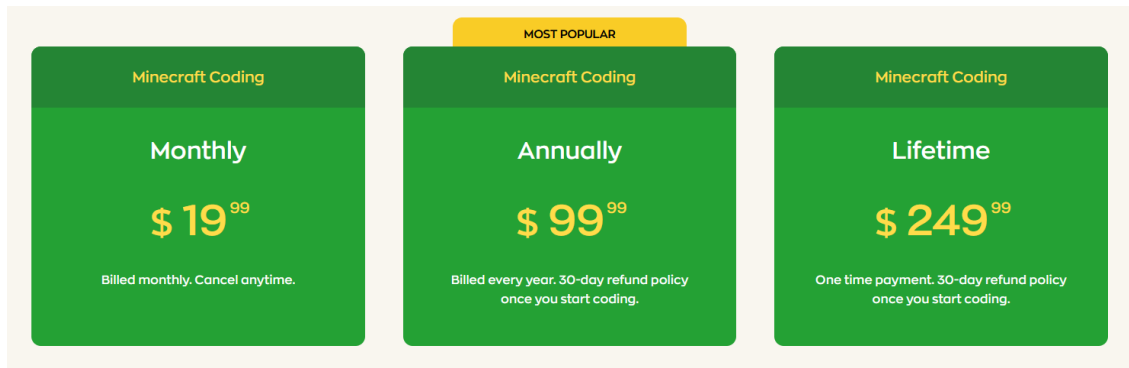 MOST POPULAR
Minecraft Coding
Monthly
$ 19 99
Billed monthly. Cancel anytime.
Minecraft Coding
Annually
$ 99 99
Billed every year. 30-day refund policy
once you start coding.
Minecraft Coding
Lifetime
$ 249 99
One time payment. 30-day refund policy
once you start coding.